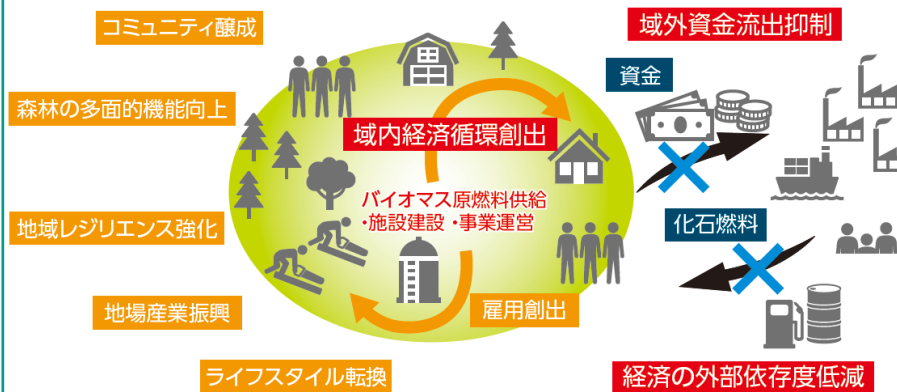 コミュニティ醸成
域外資金流出抑制
資金
森林の多面的機能向上
域内経済循環創出
バイオマス原燃料供給
・施設建設・事業運営
地域レジリエンス強化
化石燃料
地場産業振興
雇用創出
ライフスタイル転換
経済の外部依存度低減